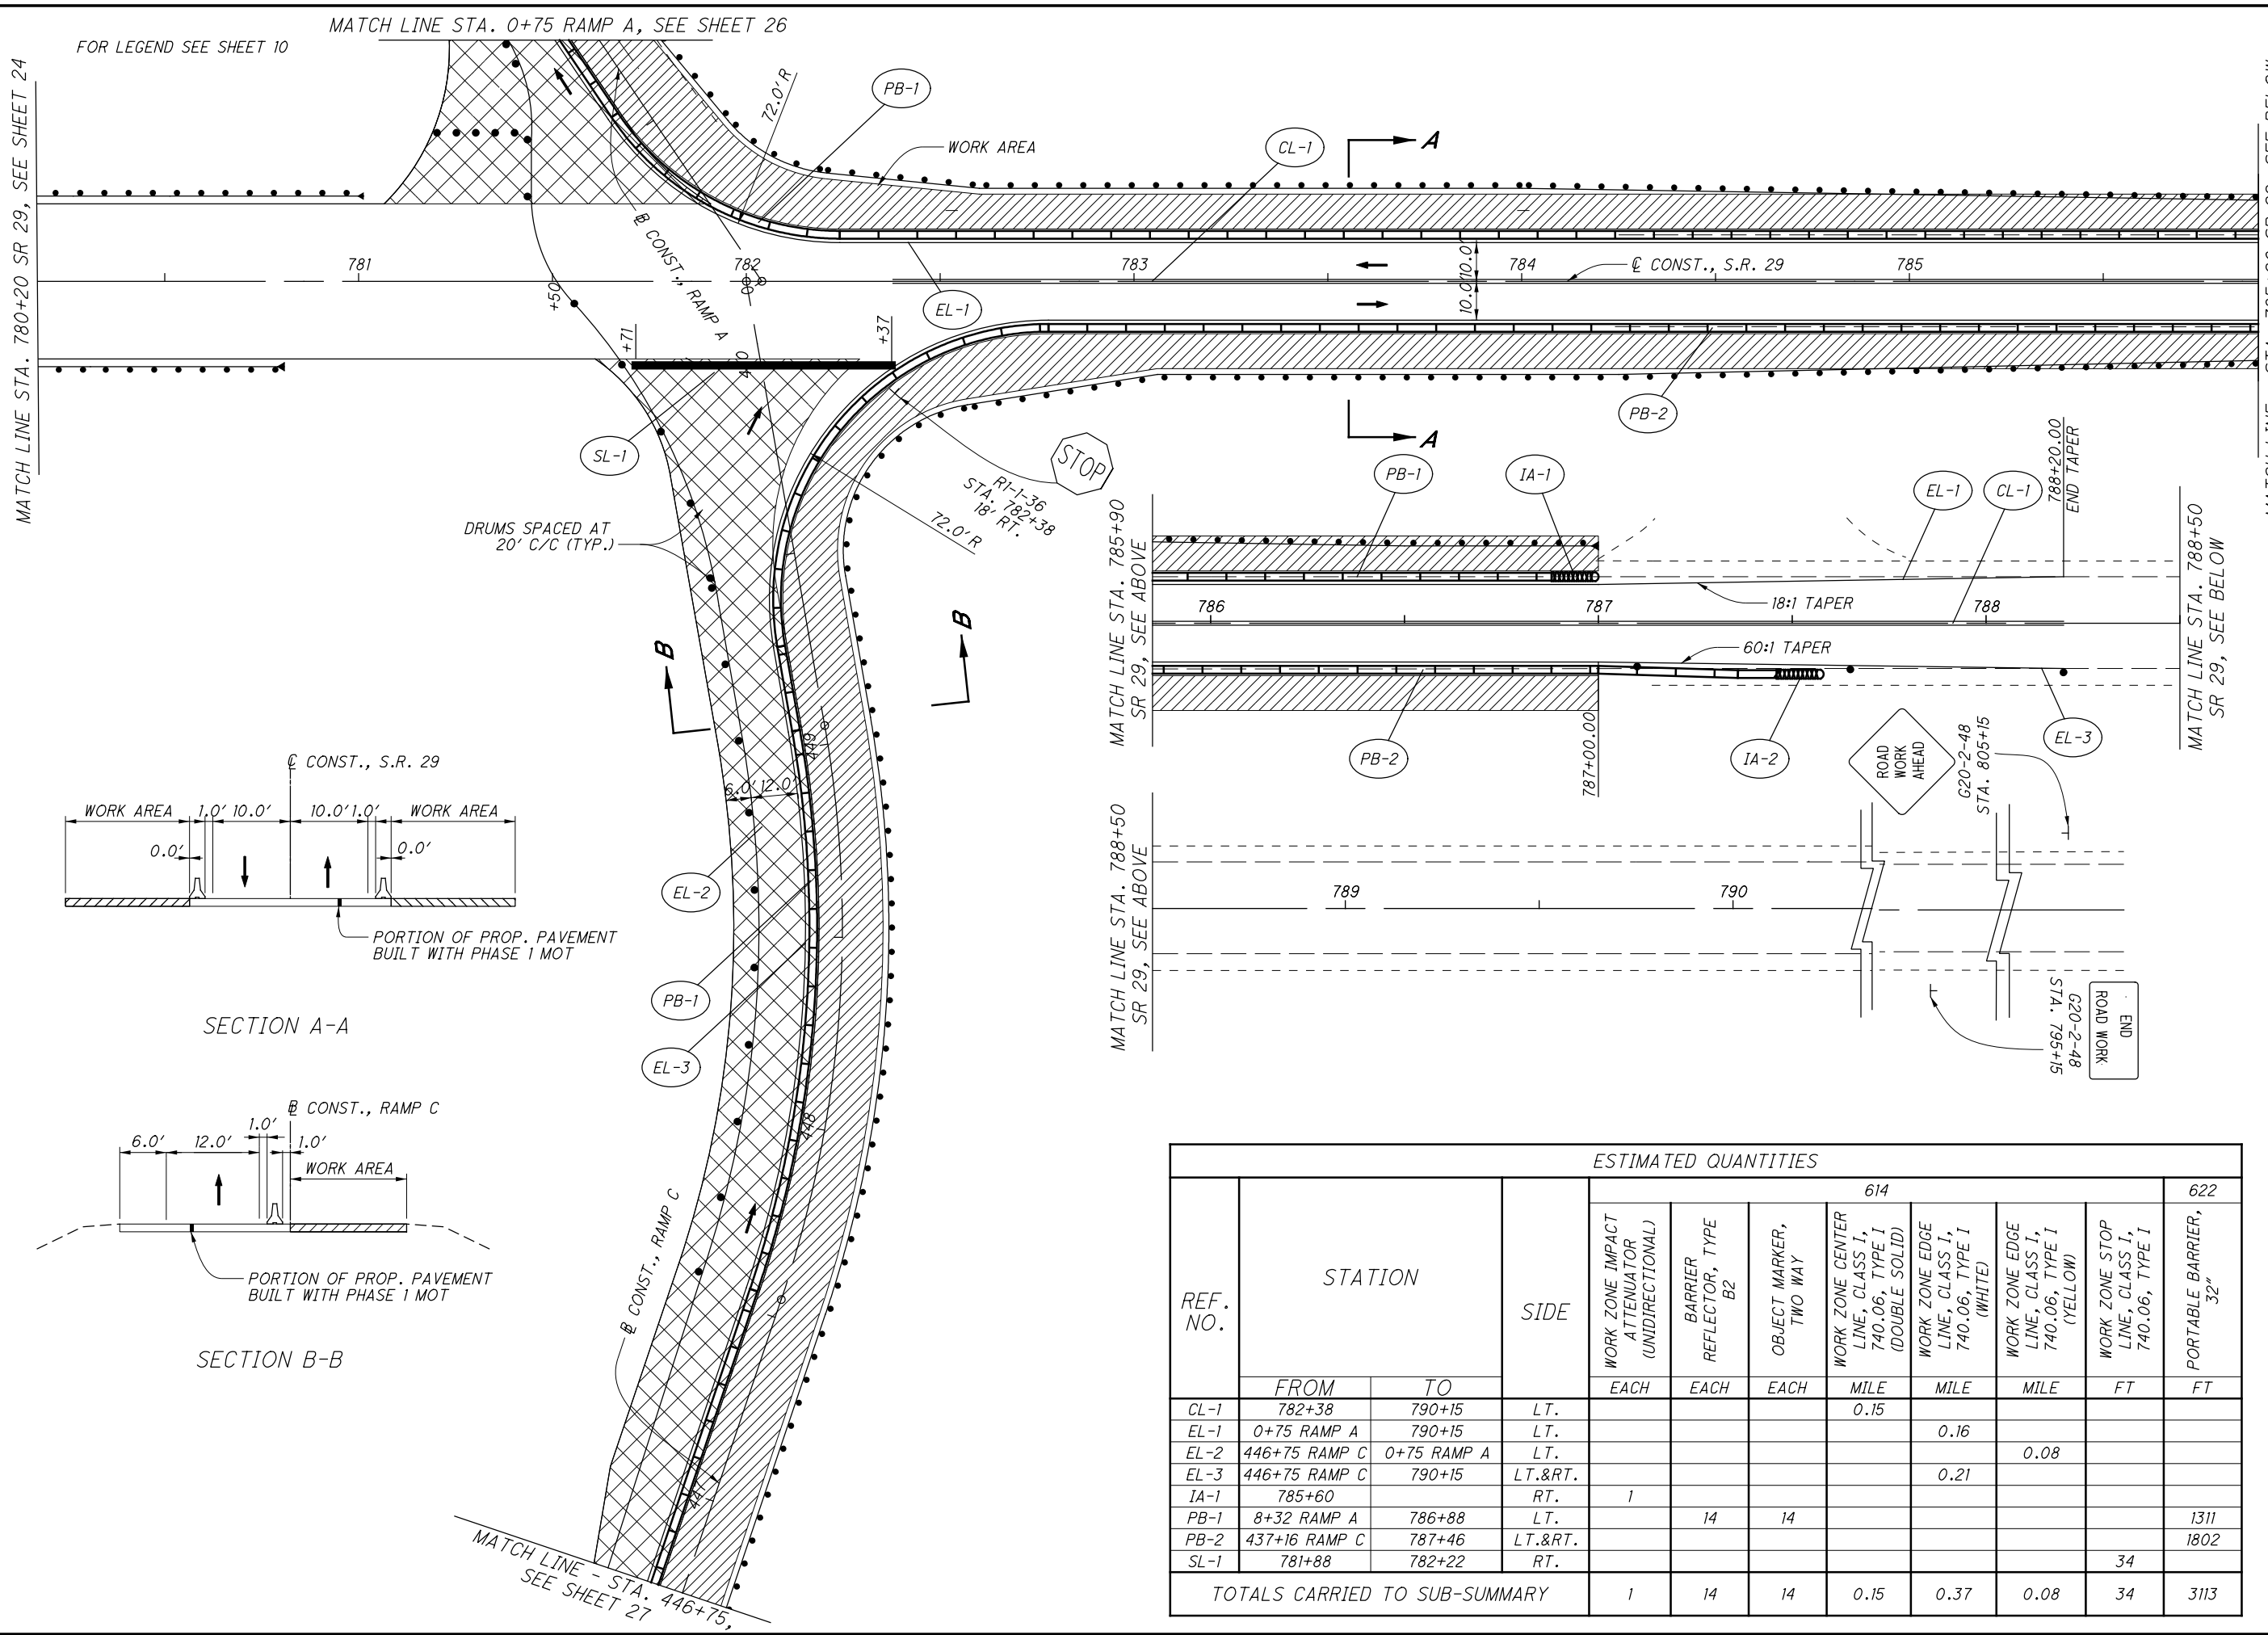 MATCH LINE STA. 0+75 RAMP A, SEE SHEET 26
FOR LEGEND SEE SHEET 10
MATCH LINE STA. 780+20 SR 29, SEE SHEET 24
72.0' R
PB-1
WORK AREA
CL-1
A
℄ CONST., RAMP A
781
782
783
784
785
℄ CONST., S.R. 29
10.0'
10.0'
+50
+71
+37
EL-1
450
SL-1
PB-2
A
STOP
R1-1-36
STA. 782+38
18' RT.
72.0' R
DRUMS SPACED AT
20' C/C (TYP.)
B
B
449
6.0'
12.0'
EL-2
PB-1
EL-3
448
℄ CONST., RAMP C
447
MATCH LINE - STA. 446+75,
SEE SHEET 27
MATCH LINE STA. 785+90
SR 29, SEE ABOVE
PB-1
IA-1
EL-1
CL-1
788+20.00
END TAPER
MATCH LINE STA. 788+50
SR 29, SEE BELOW
786
787
788
18:1 TAPER
60:1 TAPER
PB-2
787+00.00
IA-2
EL-3
ROAD
WORK
AHEAD
G20-2-48
STA. 805+15
MATCH LINE STA. 788+50
SR 29, SEE ABOVE
789
790
END
ROAD WORK
G20-2-48
STA. 795+15
℄ CONST., S.R. 29
WORK AREA
1.0'
10.0'
10.0'
1.0'
WORK AREA
0.0'
0.0'
PORTION OF PROP. PAVEMENT
BUILT WITH PHASE 1 MOT
SECTION A-A
℄ CONST., RAMP C
6.0'
12.0'
1.0'
1.0'
WORK AREA
PORTION OF PROP. PAVEMENT
BUILT WITH PHASE 1 MOT
SECTION B-B
ESTIMATED QUANTITIES
614 622
REF.
NO.
STATION
SIDE
WORK ZONE IMPACT
ATTENUATOR
(UNIDIRECTIONAL)
BARRIER
REFLECTOR, TYPE
B2
OBJECT MARKER,
TWO WAY
WORK ZONE CENTER
LINE, CLASS I,
740.06, TYPE I
(DOUBLE SOLID)
WORK ZONE EDGE
LINE, CLASS I,
740.06, TYPE I
(WHITE)
WORK ZONE EDGE
LINE, CLASS I,
740.06, TYPE I
(YELLOW)
WORK ZONE STOP
LINE, CLASS I,
740.06, TYPE I
PORTABLE BARRIER,
32"
FROM TO EACH EACH EACH MILE MILE MILE FT FT
CL-1 782+38 790+15 LT. 0.15
EL-1 0+75 RAMP A 790+15 LT. 0.16
EL-2 446+75 RAMP C 0+75 RAMP A LT. 0.08
EL-3 446+75 RAMP C 790+15 LT.&RT. 0.21
IA-1 785+60 RT. 1
PB-1 8+32 RAMP A 786+88 LT. 14 14 1311
PB-2 437+16 RAMP C 787+46 LT.&RT. 1802
SL-1 781+88 782+22 RT. 34
TOTALS CARRIED TO SUB-SUMMARY 1 14 14 0.15 0.37 0.08 34 3113